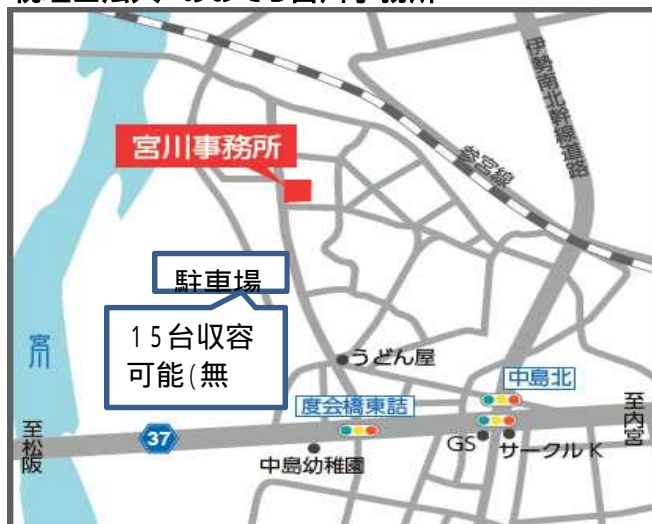 伊勢南北幹線道路
参宮線
宮川事務所
駐車場
15台収容
可能(無
宮川
うどん屋
中島北
度会橋東詰
至内宮
至松阪
37
中島幼稚園
GS
サークルK